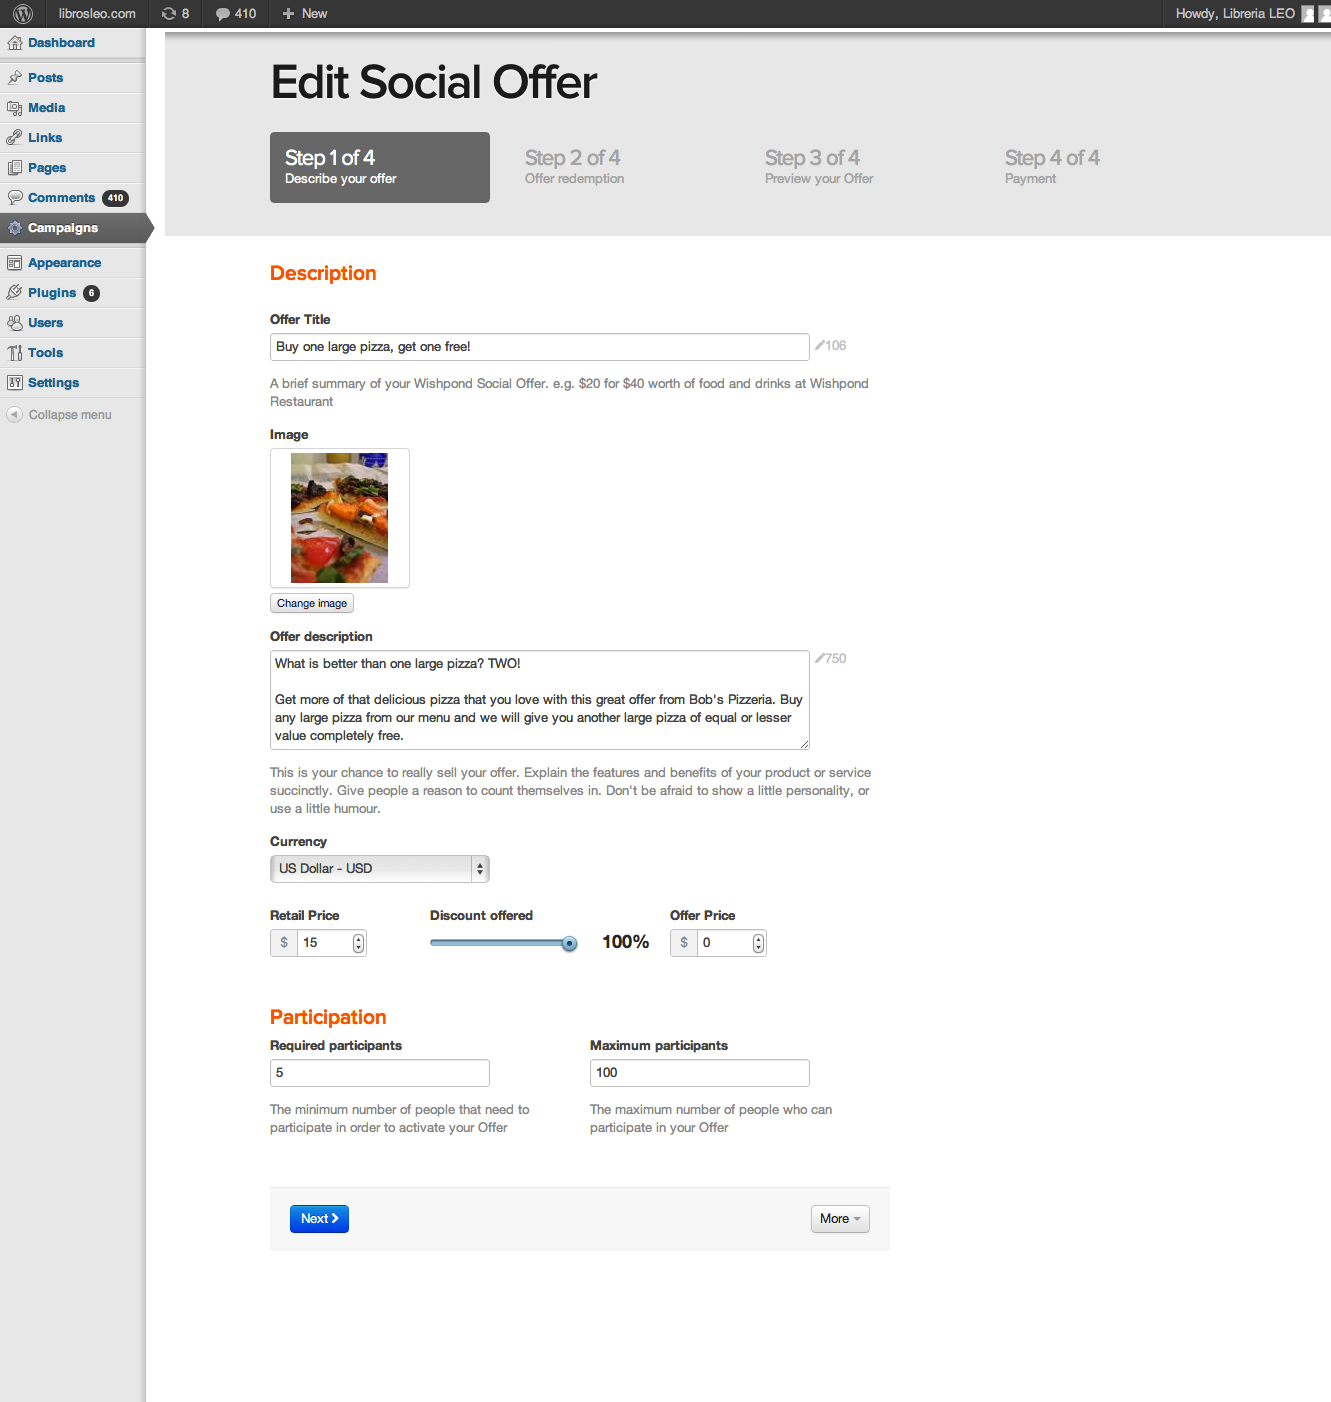 librosleo.com 8 410 New Howdy, Libreria LEO
Dashboard
Posts
Media
Links
Pages
Comments 410
Campaigns
Appearance
Plugins 6
Users
Tools
Settings
Collapse menu
Edit Social Offer
Step 1 of 4
Describe your offer
Step 2 of 4
Offer redemption
Step 3 of 4
Preview your Offer
Step 4 of 4
Payment
Description
Offer Title
Buy one large pizza, get one free! 106
A brief summary of your Wishpond Social Offer. e.g. $20 for $40 worth of food and drinks at Wishpond
Restaurant
Image
Change image
Offer description
What is better than one large pizza? TWO! 750
Get more of that delicious pizza that you love with this great offer from Bob's Pizzeria. Buy
any large pizza from our menu and we will give you another large pizza of equal or lesser
value completely free.
This is your chance to really sell your offer. Explain the features and benefits of your product or service
succinctly. Give people a reason to count themselves in. Don't be afraid to show a little personality, or
use a little humour.
Currency
US Dollar - USD
Retail Price Discount offered Offer Price
$ 15 100% $ 0
Participation
Required participants
5
The minimum number of people that need to
participate in order to activate your Offer
Maximum participants
100
The maximum number of people who can
participate in your Offer
Next More